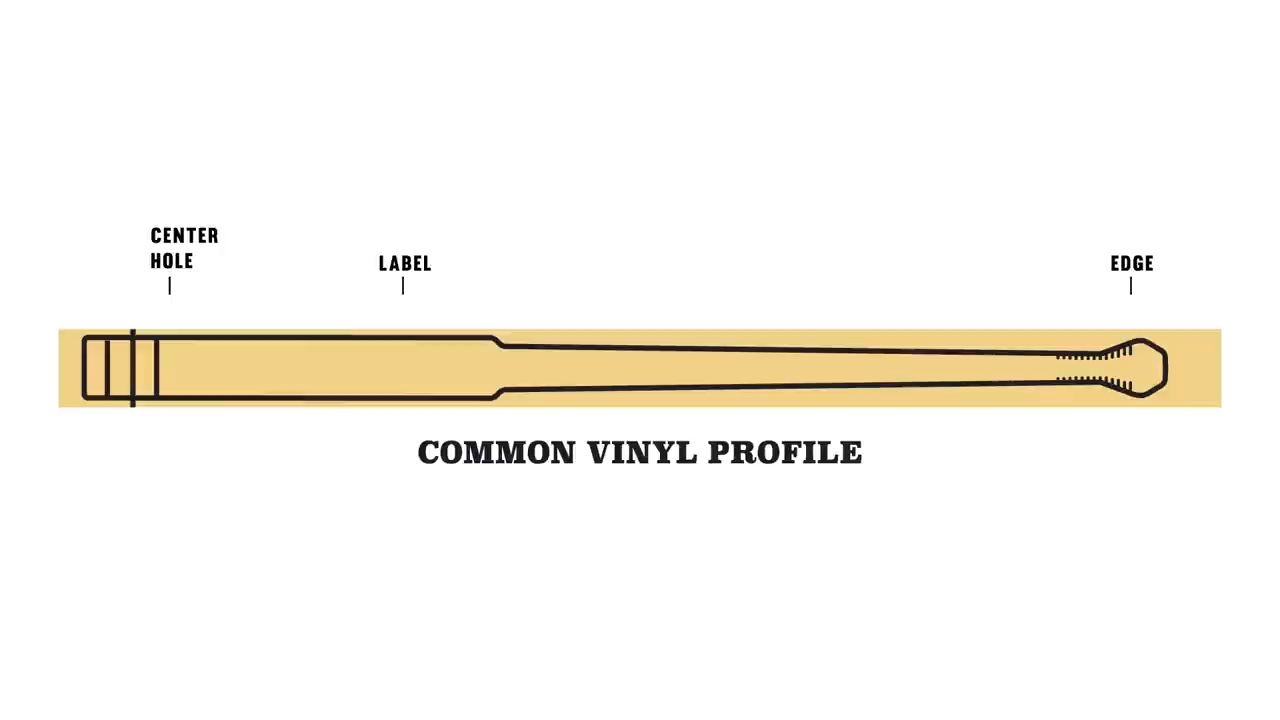 CENTER
HOLE
LABEL
EDGE
COMMON VINYL PROFILE